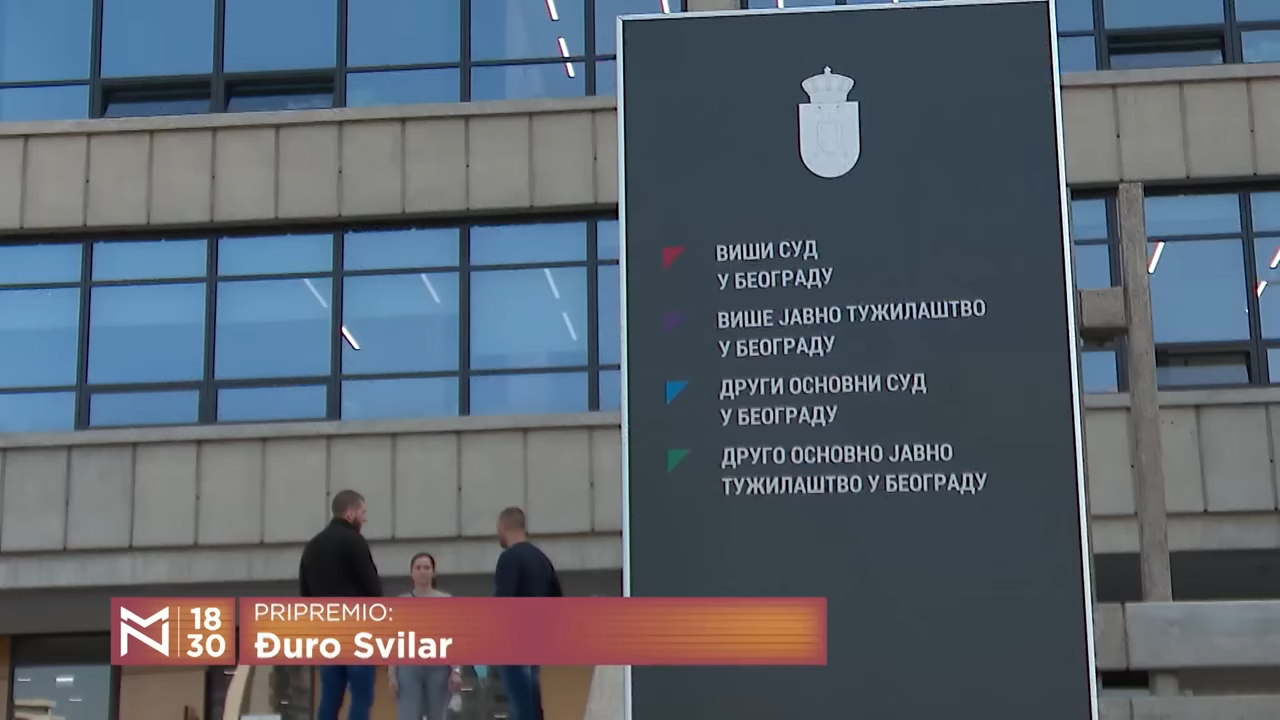 ВИШИ СУД
У БЕОГРАДУ
ВИШЕ ЈАВНО ТУЖИЛАШТВО
У БЕОГРАДУ
ДРУГИ ОСНОВНИ СУД
У БЕОГРАДУ
ДРУГО ОСНОВНО ЈАВНО
ТУЖИЛАШТВО У БЕОГРАДУ
18
30
PRIPREMIO:
Đuro Svilar